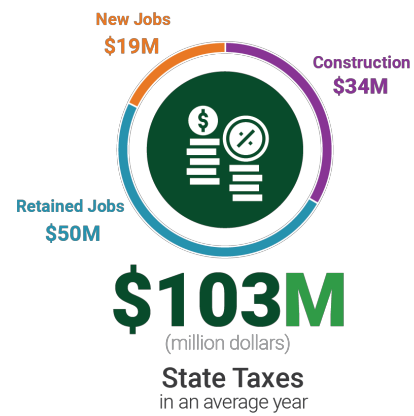 New Jobs
$19M
Construction
$34M
$
%
Retained Jobs
$50M
$103M
(million dollars)
State Taxes
in an average year